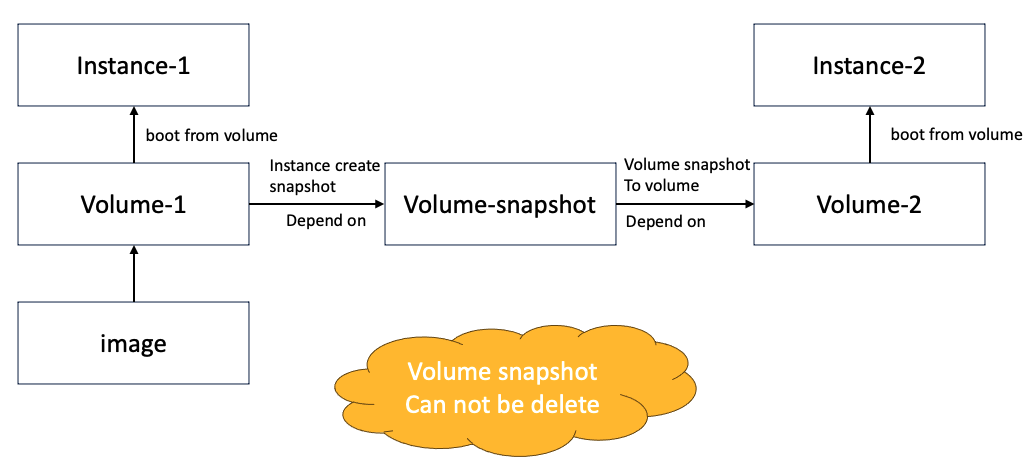 Instance-1
Instance-2
boot from volume
boot from volume
Instance create
snapshot
Volume snapshot
To volume
Volume-1
Volume-snapshot
Volume-2
Depend on
Depend on
image
Volume snapshot
Can not be delete